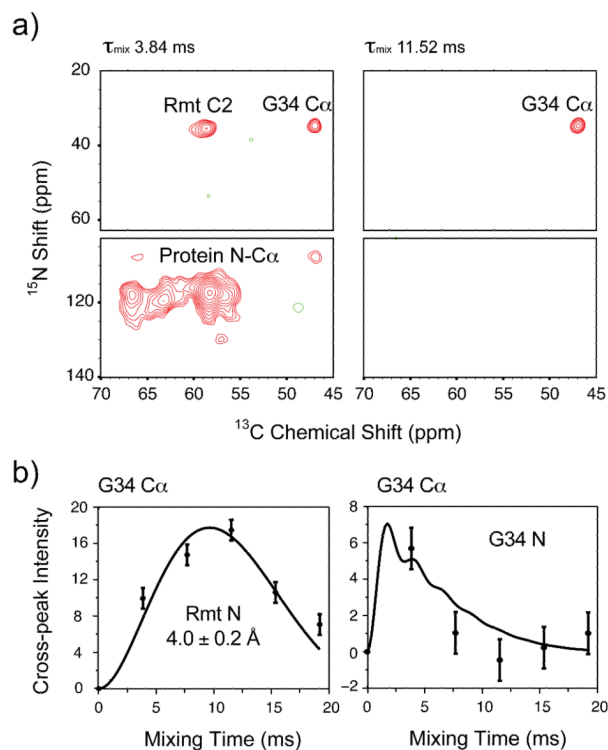 a)
τmix 3.84 ms
τmix 11.52 ms
15N Shift (ppm)
20
40
60
Rmt C2
G34 Cα
G34 Cα
120
140
Protein N-Cα
70 65 60 55 50 45
70 65 60 55 50 45
13C Chemical Shift (ppm)
b)
G34 Cα
G34 Cα
Cross-peak Intensity
20
16
12
8
4
0
Rmt N
4.0 ± 0.2 Å
0 5 10 15 20
Mixing Time (ms)
8
6
4
2
0
−2
G34 N
0 5 10 15 20
Mixing Time (ms)